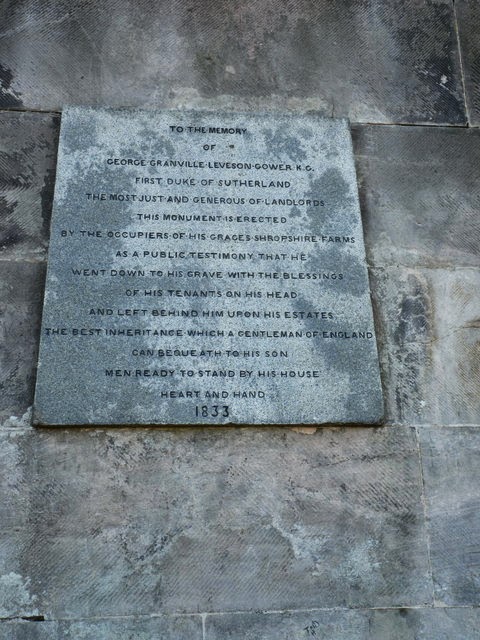 TO THE MEMORY
OF
GEORGE·GRANVILLE·LEVESON·GOWER K.G.
FIRST DUKE OF SUTHERLAND
THE MOST JUST AND GENEROUS OF LANDLORDS
THIS MONUMENT IS ERECTED
BY THE OCCUPIERS OF HIS GRACES SHROPSHIRE FARMS
AS A PUBLIC TESTIMONY, THAT HE
WENT DOWN TO HIS GRAVE WITH THE BLESSINGS
OF HIS TENANTS ON HIS HEAD
AND LEFT BEHIND HIM UPON HIS ESTATES
THE BEST INHERITANCE WHICH A GENTLEMAN OF ENGLAND
CAN BEQUEATH TO HIS SON
MEN READY TO STAND BY HIS HOUSE
HEART AND HAND
1833